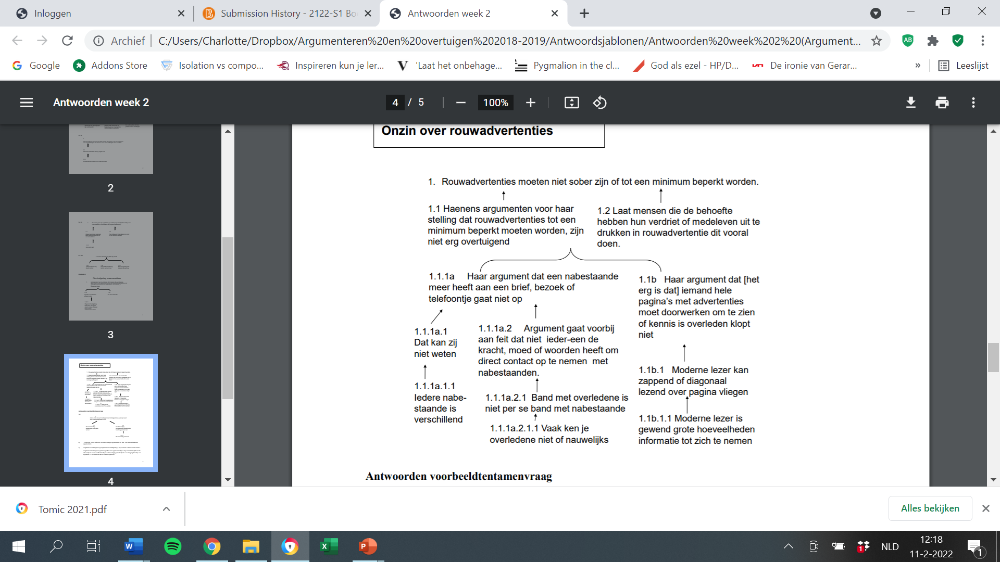 Inloggen
Submission History - 2122-S1 Bo
Antwoorden week 2
Archief
C:/Users/Charlotte/Dropbox/Argumenteren%20en%20overtuigen%202018-2019/Antwoordsjablonen/Antwoorden%20week%202%20(Argument...
AB
Google
Addons Store
Isolation vs compo...
Inspireren kun je ler...
'Laat het onbehage...
Pygmalion in the cl...
God als ezel - HP/D...
De ironie van Gerar...
»
Leeslijst
Antwoorden week 2
4 / 5
100%
2
3
4
Onzin over rouwadvertenties
1. Rouwadvertenties moeten niet sober zijn of tot een minimum beperkt worden.
1.1 Haenens argumenten voor haar
stelling dat rouwadvertenties tot een
minimum beperkt moeten worden, zijn
niet erg overtuigend
1.2 Laat mensen die de behoefte
hebben hun verdriet of medeleven uit te
drukken in rouwadvertentie dit vooral
doen.
1.1.1a Haar argument dat een nabestaande
meer heeft aan een brief, bezoek of
telefoontje gaat niet op
1.1b Haar argument dat [het
erg is dat] iemand hele
pagina's met advertenties
moet doorwerken om te zien
of kennis is overleden klopt
niet
1.1.1a.1
Dat kan zij
niet weten
1.1.1a.2 Argument gaat voorbij
aan feit dat niet ieder-een de
kracht, moed of woorden heeft om
direct contact op te nemen met
nabestaanden.
1.1b.1 Moderne lezer kan
zappend of diagonaal
lezend over pagina vliegen
1.1.1a.1.1
Iedere nabe-
staande is
verschillend
1.1.1a.2.1 Band met overledene is
niet per se band met nabestaande
1.1.1a.2.1.1 Vaak ken je
overledene niet of nauwelijks
1.1b.1.1 Moderne lezer is
gewend grote hoeveelheden
informatie tot zich te nemen
Antwoorden voorbeeldtentamenvraag
Tomic 2021.pdf
Alles bekijken
NLD
12:18
11-2-2022
1
1